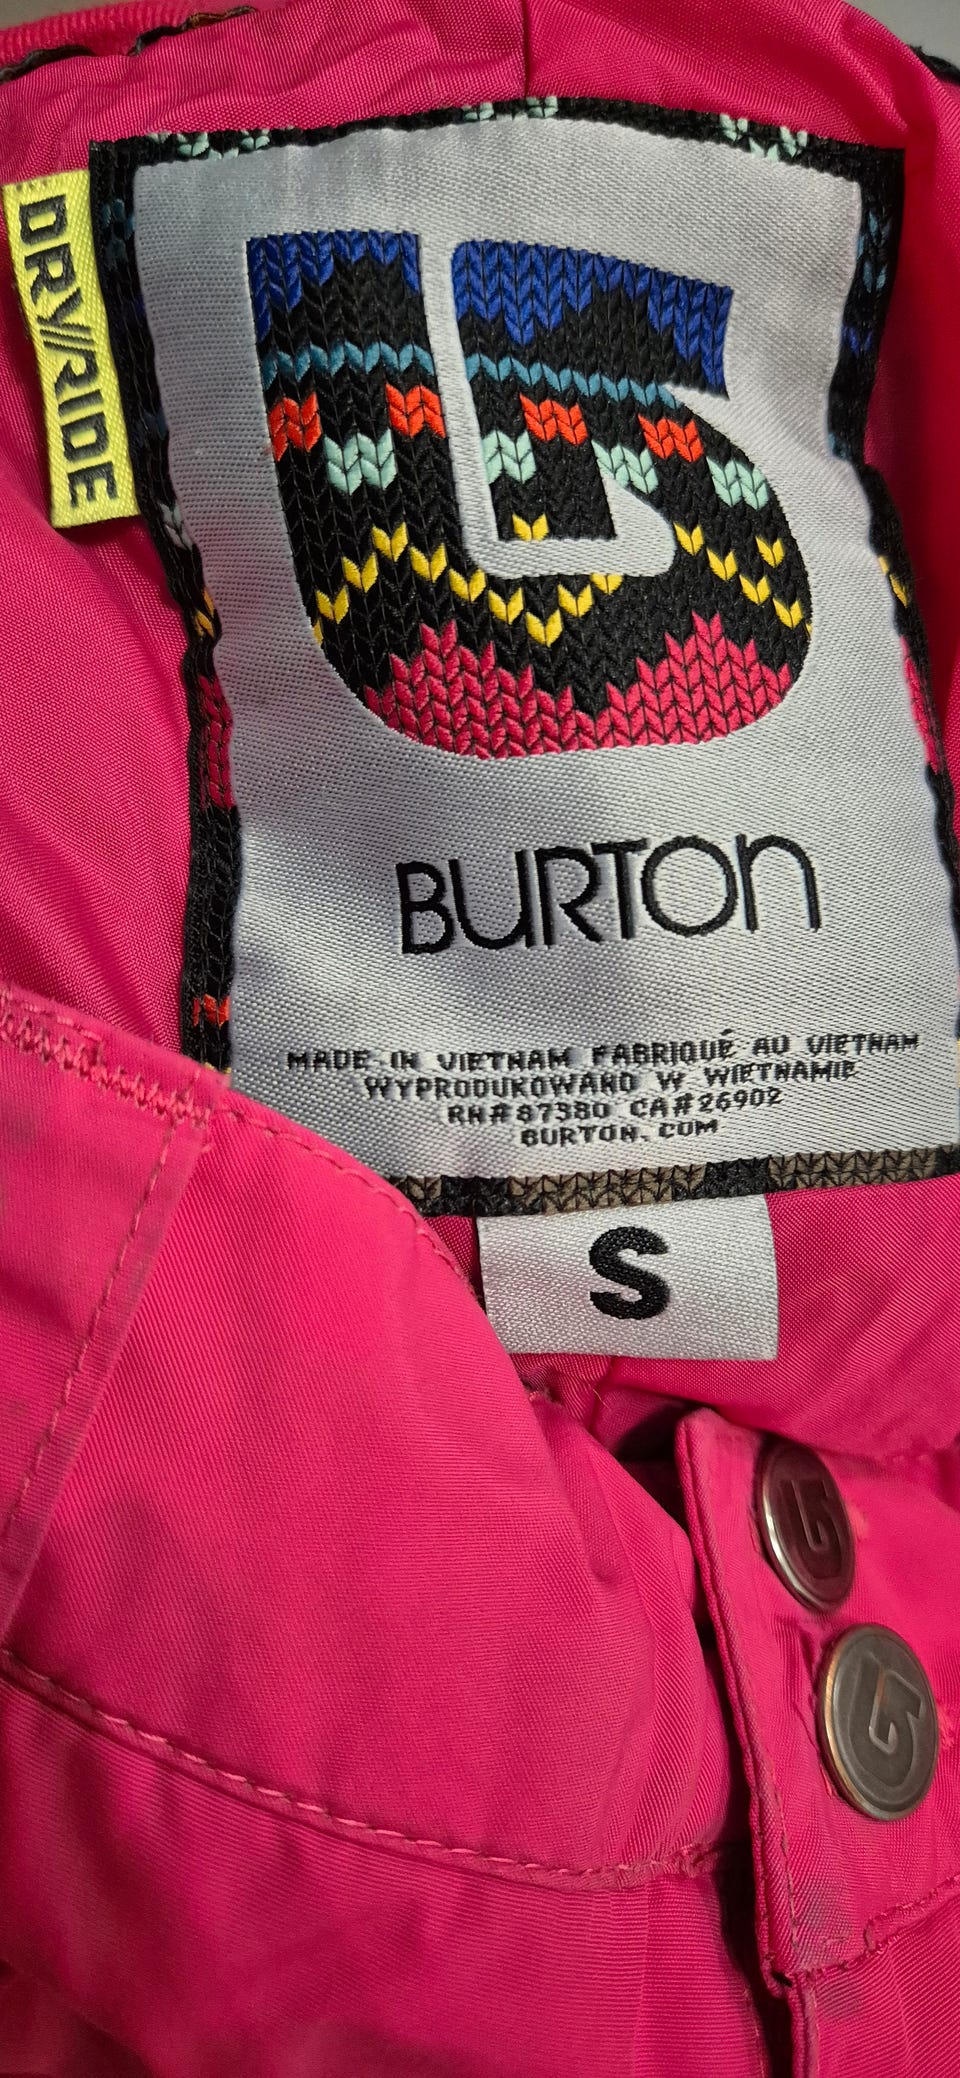 DRY//RIDE
BURTON
MADE IN VIETNAM FABRIQUÉ AU VIETNAM
WYPRODUKOWANO W WIETNAMIE
RN#87380 CA#26902
BURTON.COM
S